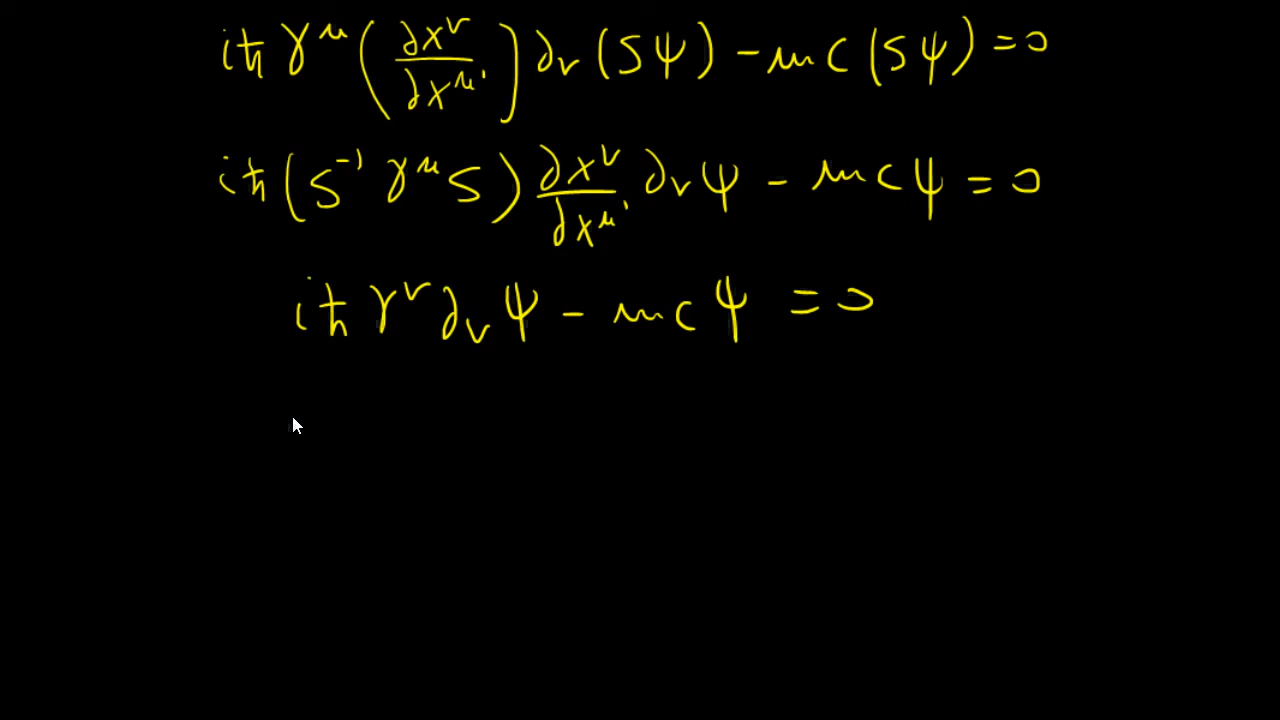 iħ γ^μ (∂x^ν/∂x^μ') ∂_ν (Sψ) - mc (Sψ) = 0
iħ (S^-1 γ^μ S) ∂x^ν/∂x^μ' ∂_ν ψ - mc ψ = 0
iħ γ^ν ∂_ν ψ - mc ψ = 0